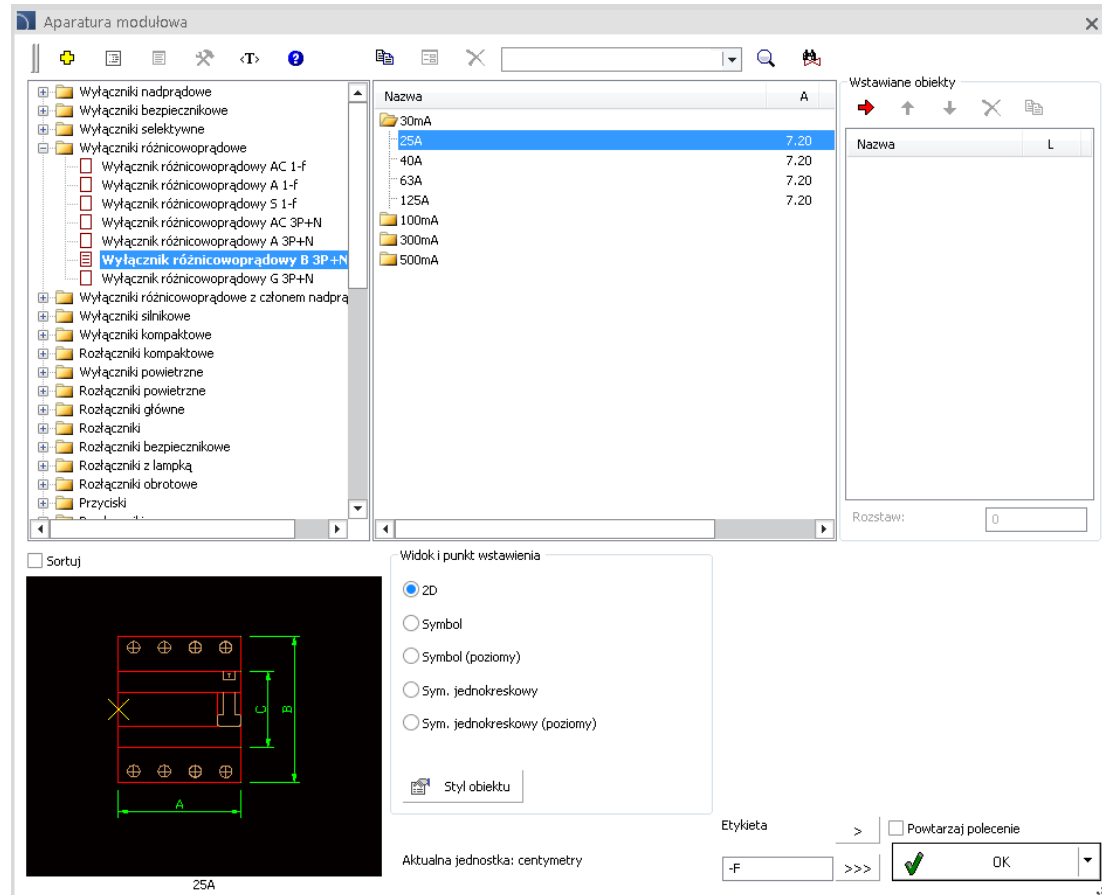 Aparatura modułowa
<T>
Wyłączniki nadprądowe
Wyłączniki bezpiecznikowe
Wyłączniki selektywne
Wyłączniki różnicowoprądowe
Wyłącznik różnicowoprądowy AC 1-f
Wyłącznik różnicowoprądowy A 1-f
Wyłącznik różnicowoprądowy S 1-f
Wyłącznik różnicowoprądowy AC 3P+N
Wyłącznik różnicowoprądowy A 3P+N
Wyłącznik różnicowoprądowy B 3P+N
Wyłącznik różnicowoprądowy G 3P+N
Wyłączniki różnicowoprądowe z członem nadprą
Wyłączniki silnikowe
Wyłączniki kompaktowe
Rozłączniki kompaktowe
Wyłączniki powietrzne
Rozłączniki powietrzne
Rozłączniki główne
Rozłączniki
Rozłączniki bezpiecznikowe
Rozłączniki z lampką
Rozłączniki obrotowe
Przyciski
Nazwa A
30mA
25A 7.20
40A 7.20
63A 7.20
125A 7.20
100mA
300mA
500mA
Wstawiane obiekty
Nazwa L
Rozstaw: 0
Sortuj
T
C
B
A
25A
Widok i punkt wstawienia
2D
Symbol
Symbol (poziomy)
Sym. jednokreskowy
Sym. jednokreskowy (poziomy)
Styl obiektu
Aktualna jednostka: centymetry
Etykieta
>
-F
>>>
Powtarzaj polecenie
OK